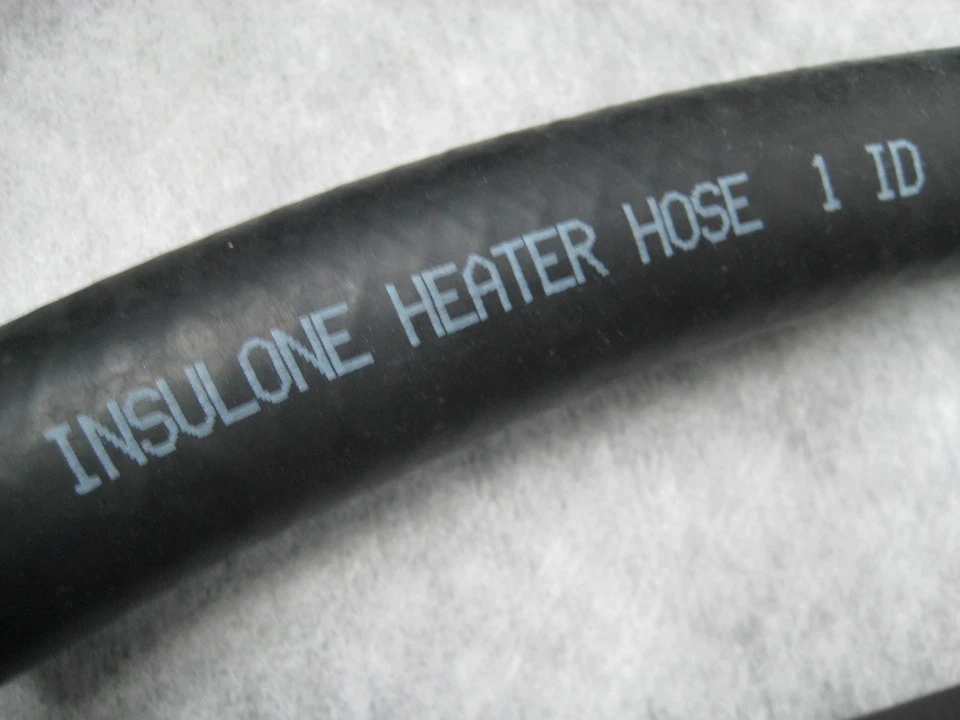 INSULONE HEATER HOSE 1 ID